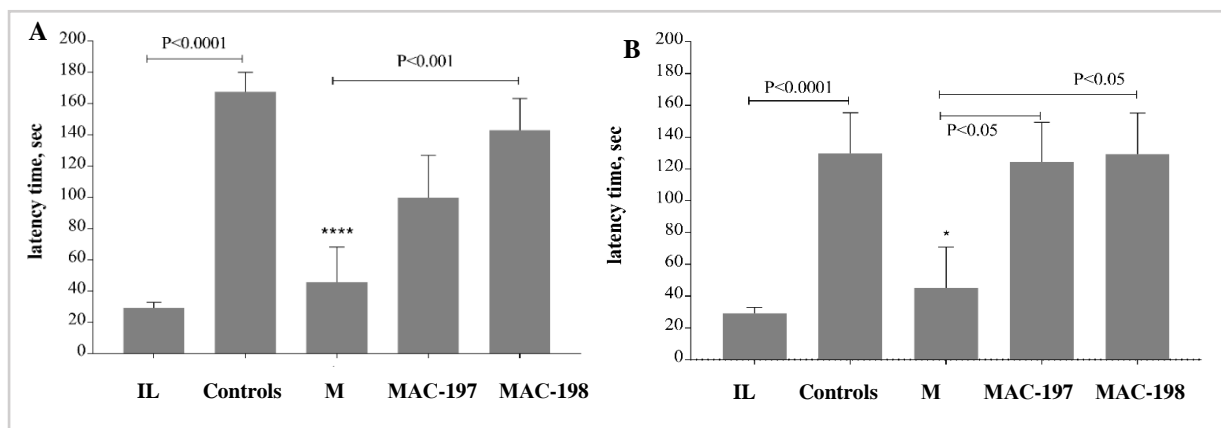 A
200
180
160
140
120
100
80
60
40
20
0
latency time, sec
P<0.0001
P<0.001
****
IL Controls M MAC-197 MAC-198
B
200
180
160
140
120
100
80
60
40
20
0
latency time, sec
P<0.0001
P<0.05
P<0.05
*
IL Controls M MAC-197 MAC-198